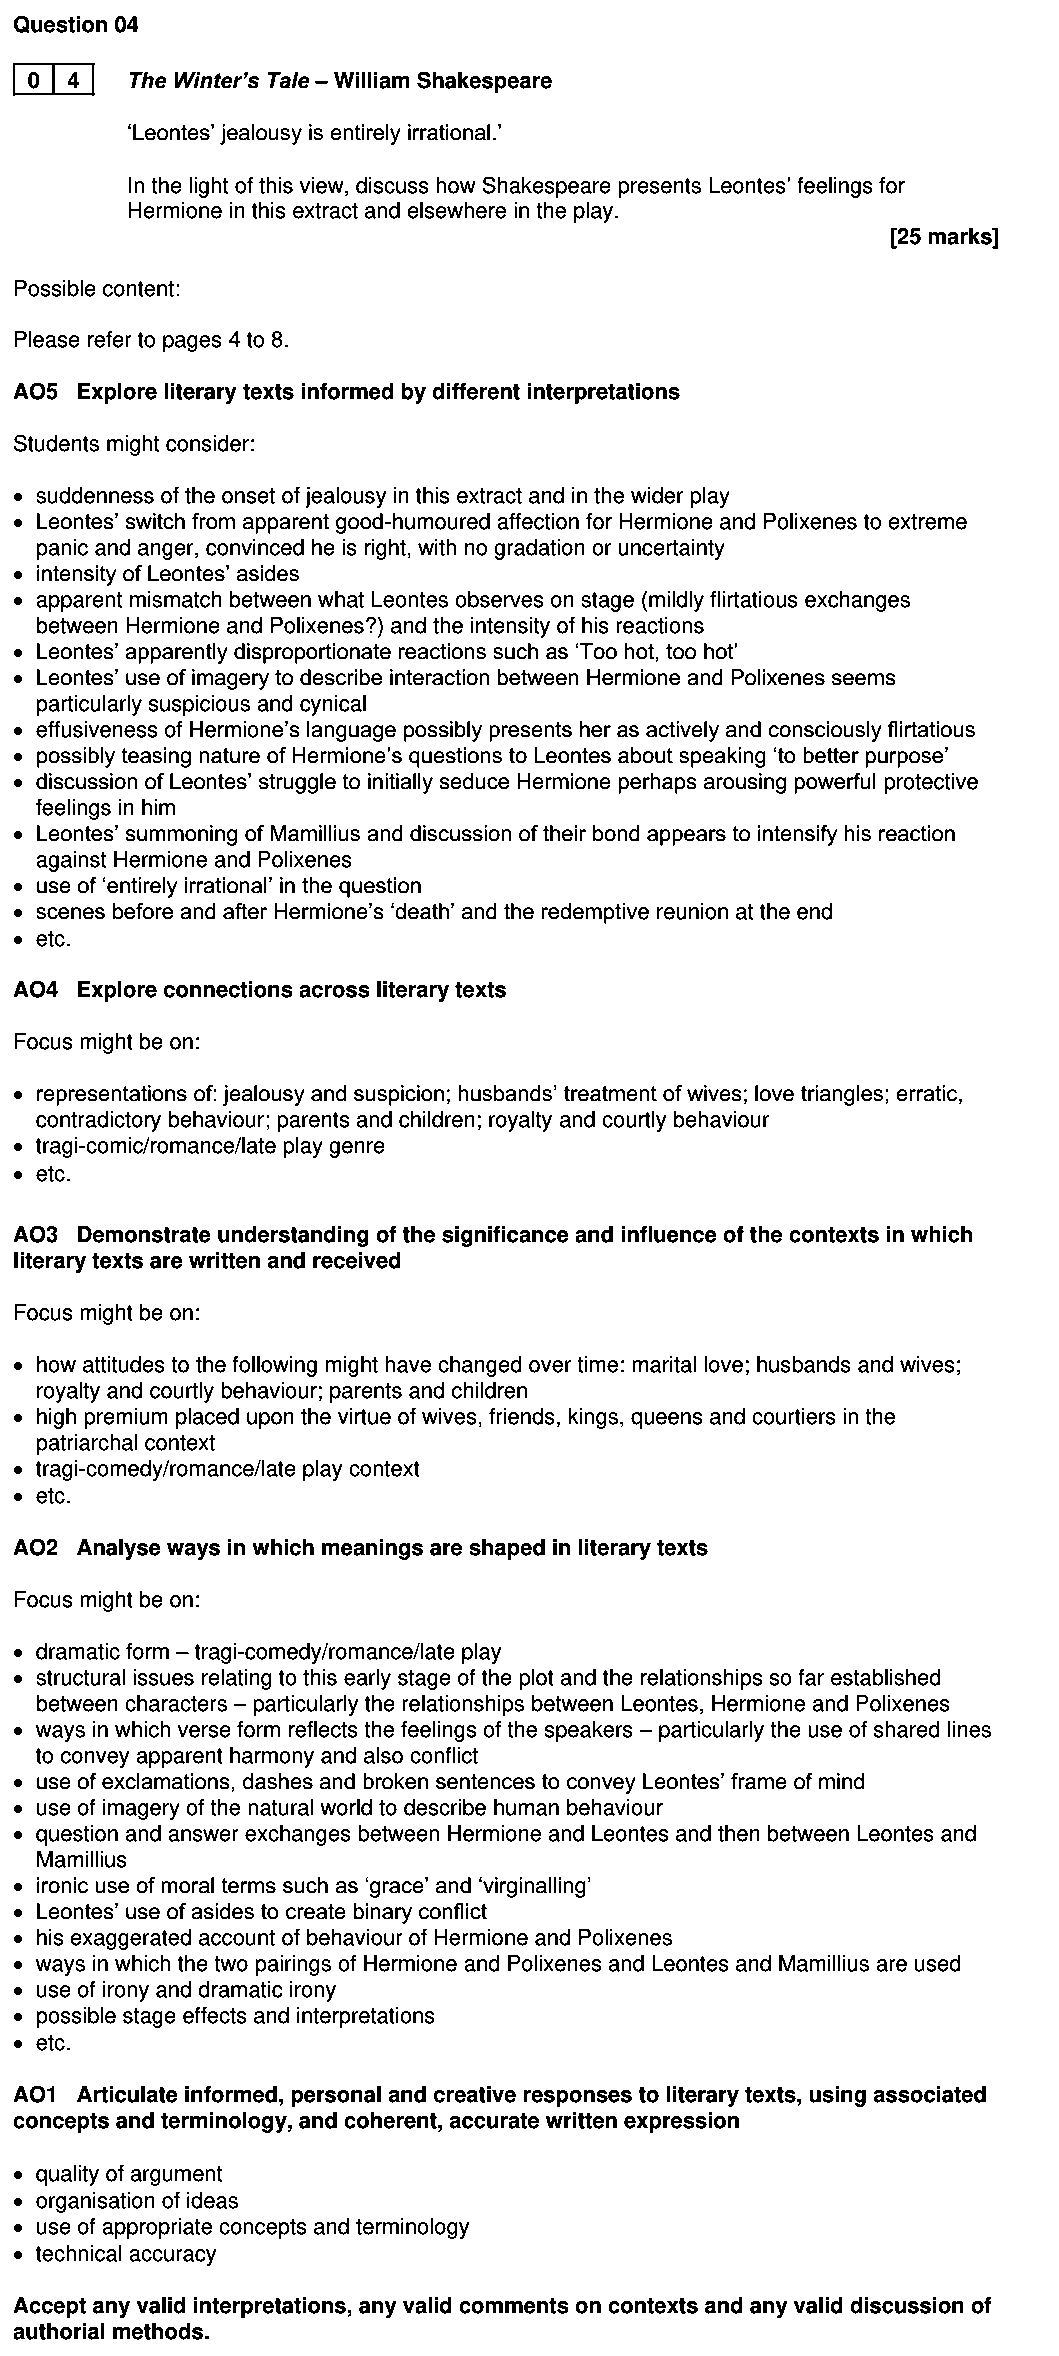 Question 04
0 4 The Winter's Tale – William Shakespeare
'Leontes' jealousy is entirely irrational.'
In the light of this view, discuss how Shakespeare presents Leontes' feelings for
Hermione in this extract and elsewhere in the play.
[25 marks]
Possible content:
Please refer to pages 4 to 8.
AO5 Explore literary texts informed by different interpretations
Students might consider:
• suddenness of the onset of jealousy in this extract and in the wider play
• Leontes' switch from apparent good-humoured affection for Hermione and Polixenes to extreme
panic and anger, convinced he is right, with no gradation or uncertainty
• intensity of Leontes' asides
• apparent mismatch between what Leontes observes on stage (mildly flirtatious exchanges
between Hermione and Polixenes?) and the intensity of his reactions
• Leontes' apparently disproportionate reactions such as 'Too hot, too hot'
• Leontes' use of imagery to describe interaction between Hermione and Polixenes seems
particularly suspicious and cynical
• effusiveness of Hermione's language possibly presents her as actively and consciously flirtatious
• possibly teasing nature of Hermione's questions to Leontes about speaking 'to better purpose'
• discussion of Leontes' struggle to initially seduce Hermione perhaps arousing powerful protective
feelings in him
• Leontes' summoning of Mamillius and discussion of their bond appears to intensify his reaction
against Hermione and Polixenes
• use of 'entirely irrational' in the question
• scenes before and after Hermione's 'death' and the redemptive reunion at the end
• etc.
AO4 Explore connections across literary texts
Focus might be on:
• representations of: jealousy and suspicion; husbands' treatment of wives; love triangles; erratic,
contradictory behaviour; parents and children; royalty and courtly behaviour
• tragi-comic/romance/late play genre
• etc.
AO3 Demonstrate understanding of the significance and influence of the contexts in which
literary texts are written and received
Focus might be on:
• how attitudes to the following might have changed over time: marital love; husbands and wives;
royalty and courtly behaviour; parents and children
• high premium placed upon the virtue of wives, friends, kings, queens and courtiers in the
patriarchal context
• tragi-comedy/romance/late play context
• etc.
AO2 Analyse ways in which meanings are shaped in literary texts
Focus might be on:
• dramatic form – tragi-comedy/romance/late play
• structural issues relating to this early stage of the plot and the relationships so far established
between characters – particularly the relationships between Leontes, Hermione and Polixenes
• ways in which verse form reflects the feelings of the speakers – particularly the use of shared lines
to convey apparent harmony and also conflict
• use of exclamations, dashes and broken sentences to convey Leontes' frame of mind
• use of imagery of the natural world to describe human behaviour
• question and answer exchanges between Hermione and Leontes and then between Leontes and
Mamillius
• ironic use of moral terms such as 'grace' and 'virginalling'
• Leontes' use of asides to create binary conflict
• his exaggerated account of behaviour of Hermione and Polixenes
• ways in which the two pairings of Hermione and Polixenes and Leontes and Mamillius are used
• use of irony and dramatic irony
• possible stage effects and interpretations
• etc.
AO1 Articulate informed, personal and creative responses to literary texts, using associated
concepts and terminology, and coherent, accurate written expression
• quality of argument
• organisation of ideas
• use of appropriate concepts and terminology
• technical accuracy
Accept any valid interpretations, any valid comments on contexts and any valid discussion of
authorial methods.